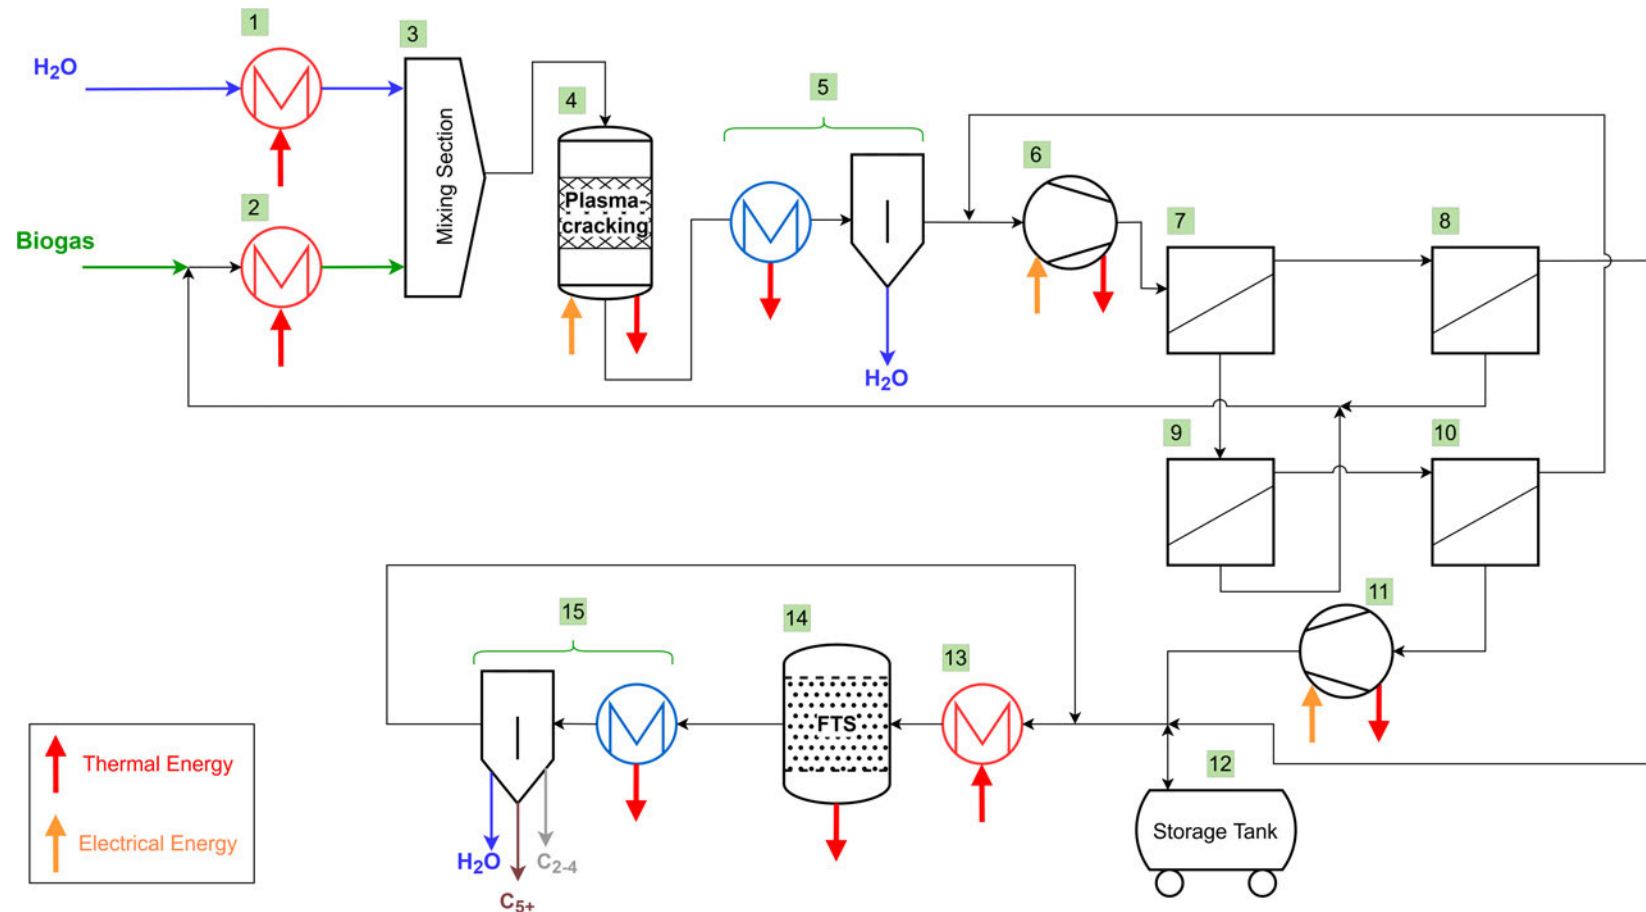 1
3
H₂O
Mixing Section
4
5
6
2
Biogas
Plasma-
cracking
7
8
H₂O
9
10
11
15
14
13
FTS
12
Storage Tank
Thermal Energy
Electrical Energy
H₂O
C₂₋₄
C₅₊